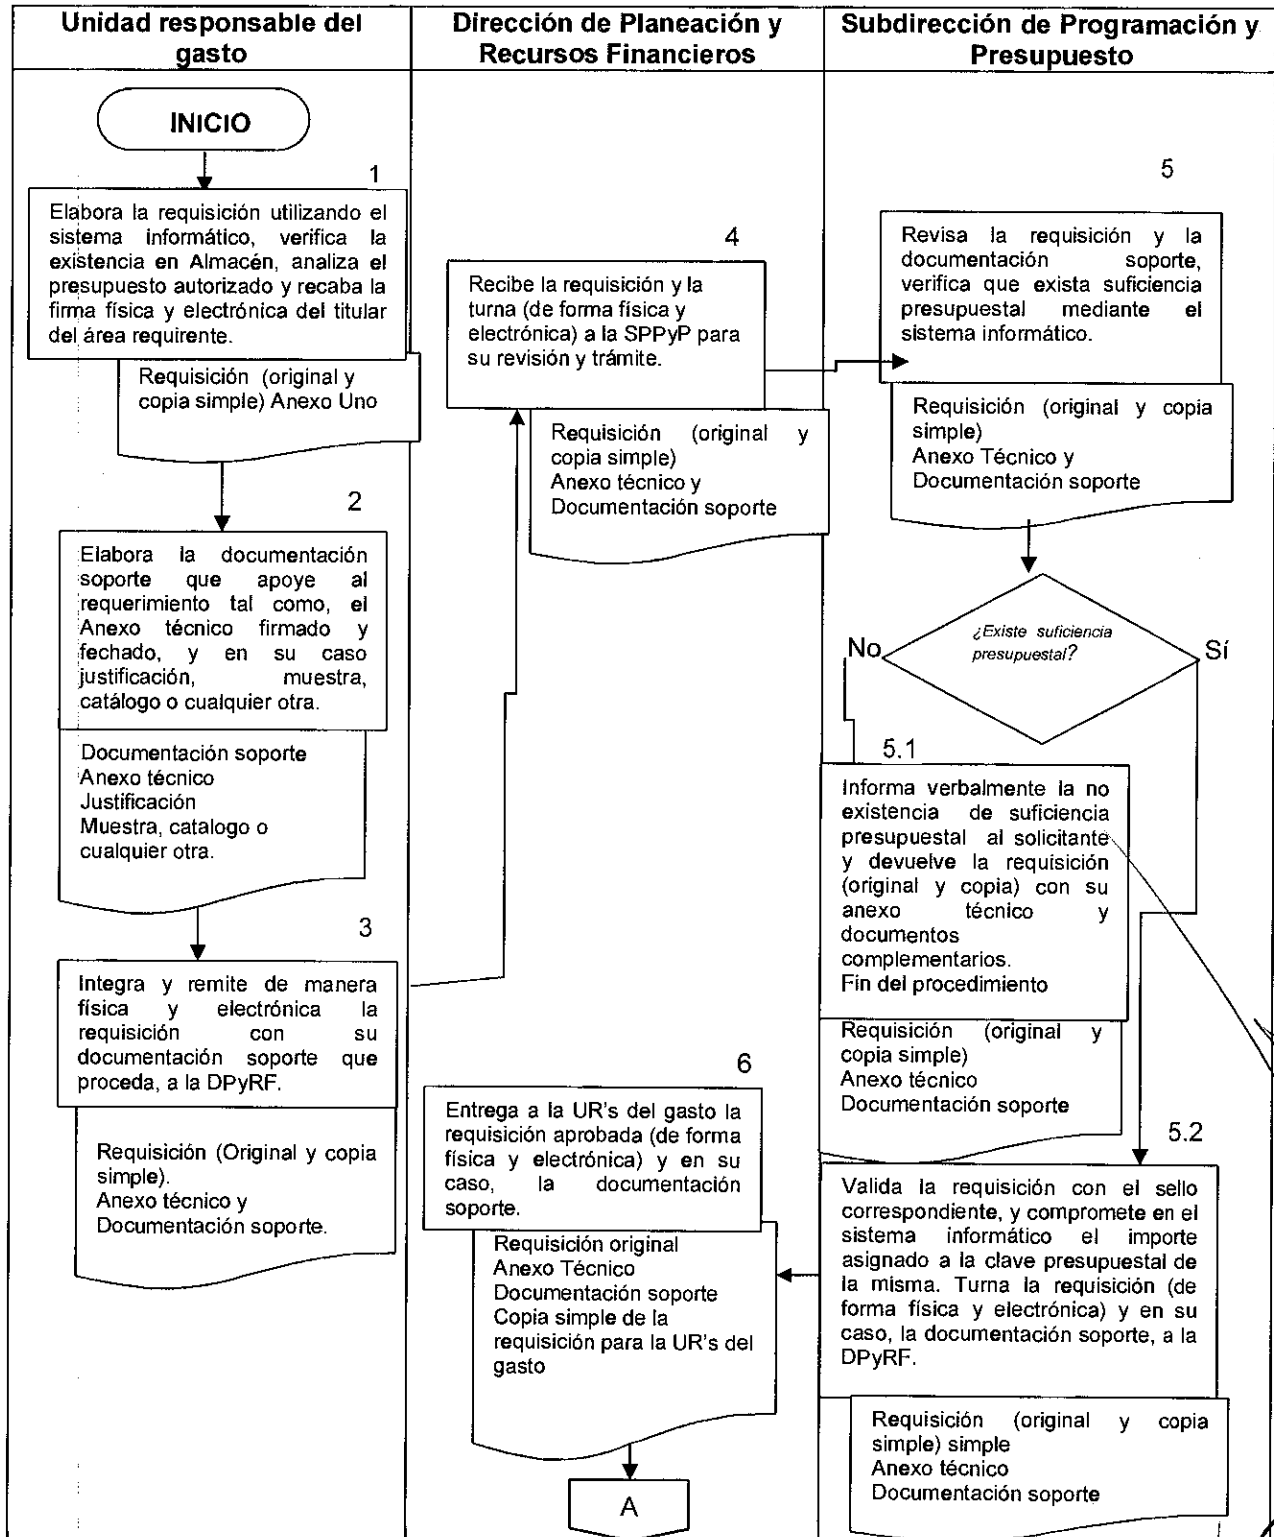 Unidad responsable del
gasto
Dirección de Planeación y
Recursos Financieros
Subdirección de Programación y
Presupuesto
INICIO
1
Elabora la requisición utilizando el
sistema informático, verifica la
existencia en Almacén, analiza el
presupuesto autorizado y recaba la
firma física y electrónica del titular
del área requirente.
Requisición (original y
copia simple) Anexo Uno
2
Elabora la documentación
soporte que apoye al
requerimiento tal como, el
Anexo técnico firmado y
fechado, y en su caso
justificación, muestra,
catálogo o cualquier otra.
Documentación soporte
Anexo técnico
Justificación
Muestra, catalogo o
cualquier otra.
3
Integra y remite de manera
física y electrónica la
requisición con su
documentación soporte que
proceda, a la DPyRF.
Requisición (Original y copia
simple).
Anexo técnico y
Documentación soporte.
4
Recibe la requisición y la
turna (de forma física y
electrónica) a la SPPyP para
su revisión y trámite.
Requisición (original y
copia simple)
Anexo técnico y
Documentación soporte
5
Revisa la requisición y la
documentación soporte,
verifica que exista suficiencia
presupuestal mediante el
sistema informático.
Requisición (original y copia
simple)
Anexo Técnico y
Documentación soporte
¿Existe suficiencia
presupuestal?
No
Sí
5.1
Informa verbalmente la no
existencia de suficiencia
presupuestal al solicitante
y devuelve la requisición
(original y copia) con su
anexo técnico y
documentos
complementarios.
Fin del procedimiento
Requisición (original y
copia simple)
Anexo técnico
Documentación soporte
5.2
Valida la requisición con el sello
correspondiente, y compromete en el
sistema informático el importe
asignado a la clave presupuestal de
la misma. Turna la requisición (de
forma física y electrónica) y en su
caso, la documentación soporte, a la
DPyRF.
Requisición (original y copia
simple) simple
Anexo técnico
Documentación soporte
6
Entrega a la UR's del gasto la
requisición aprobada (de forma
física y electrónica) y en su
caso, la documentación
soporte.
Requisición original
Anexo Técnico
Documentación soporte
Copia simple de la
requisición para la UR's del
gasto
A